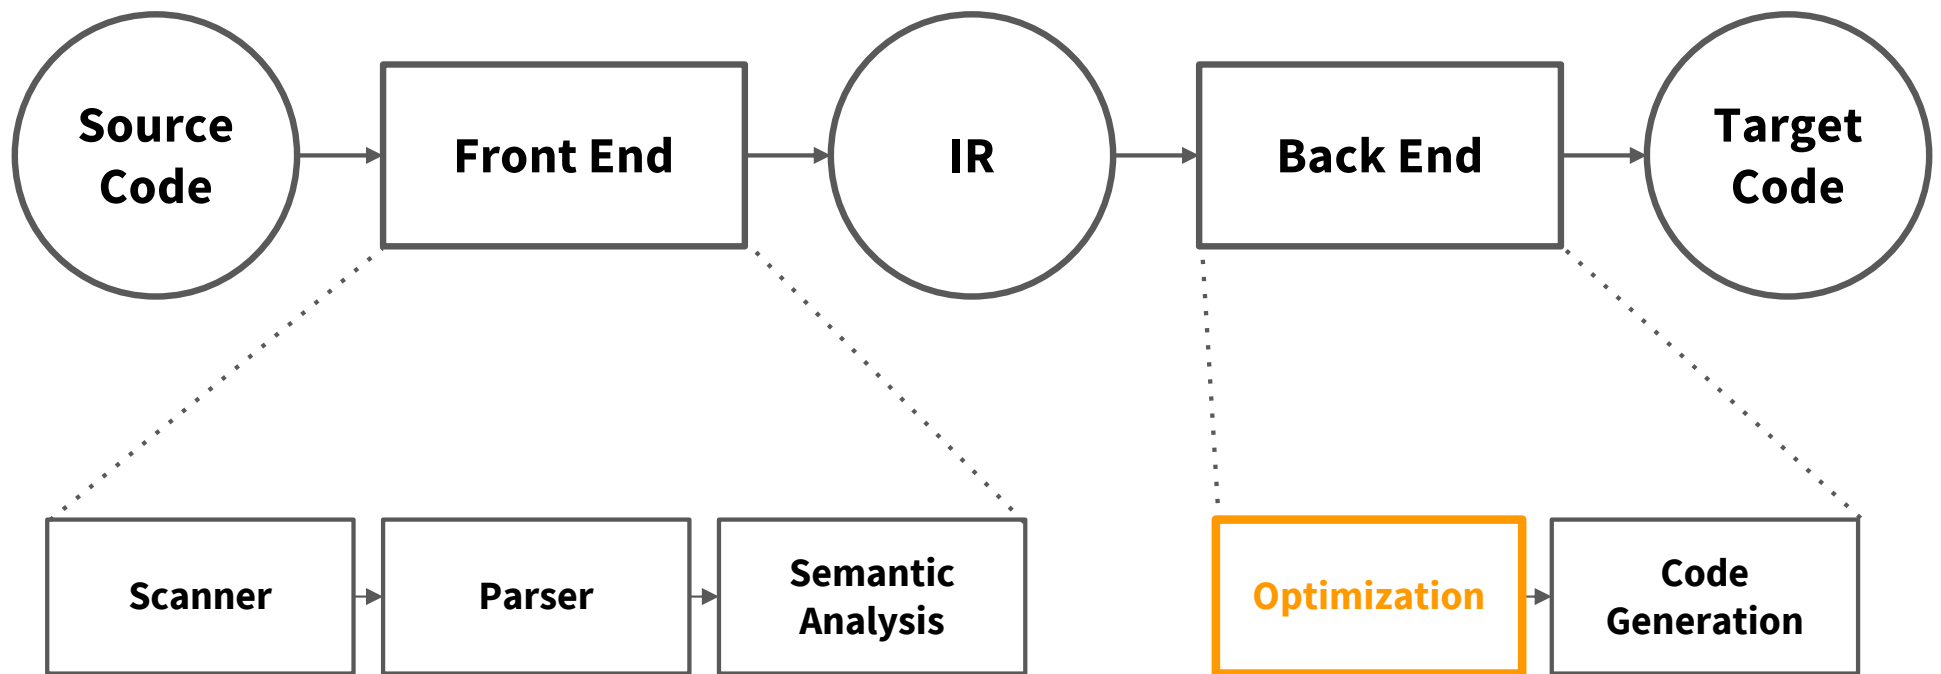 Source
Code
Front End
IR
Back End
Target
Code
Scanner
Parser
Semantic
Analysis
Optimization
Code
Generation